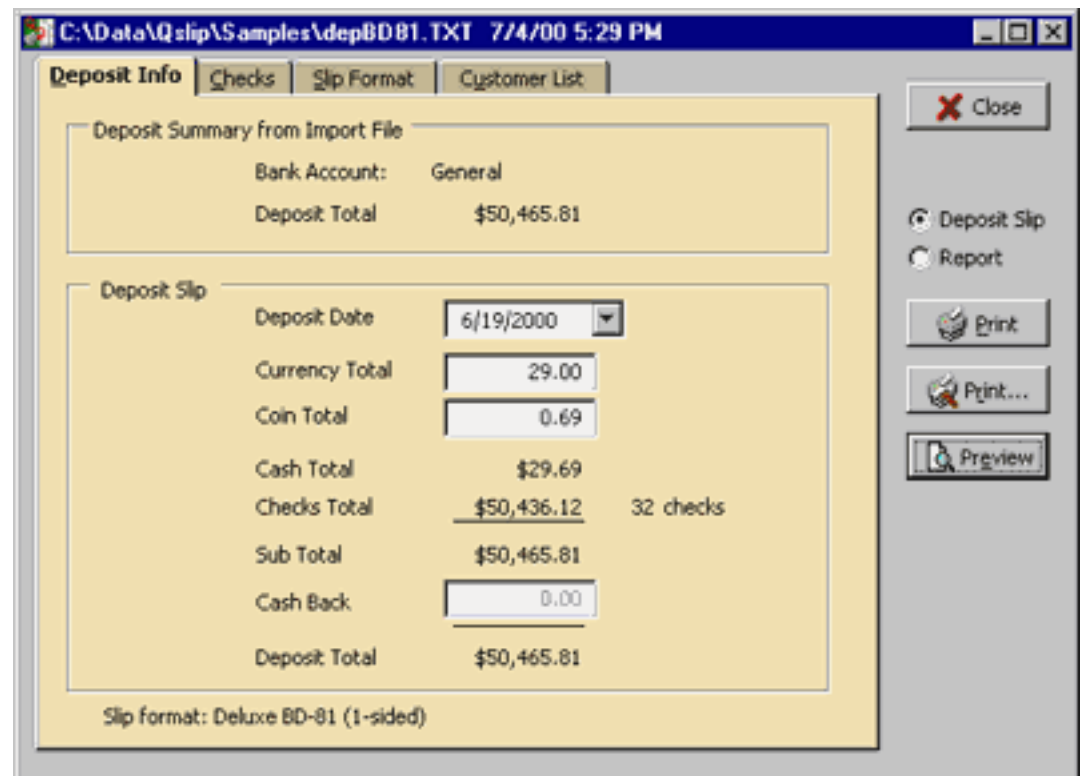 C:\Data\Qslip\Samples\depBD81.TXT 7/4/00 5:29 PM
Deposit Info Checks Slip Format Customer List
Close
Deposit Summary from Import File
Bank Account: General
Deposit Total $50,465.81
Deposit Slip
Report
Deposit Slip
Deposit Date 6/19/2000
Print
Currency Total 29.00
Print...
Coin Total 0.69
Preview
Cash Total $29.69
Checks Total $50,436.12 32 checks
Sub Total $50,465.81
Cash Back 0.00
Deposit Total $50,465.81
Slip format: Deluxe BD-81 (1-sided)